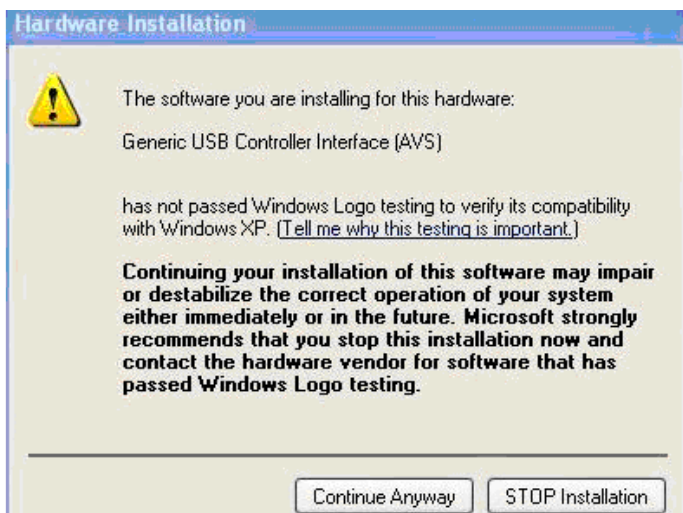 Hardware Installation
The software you are installing for this hardware:
Generic USB Controller Interface (AVS)
has not passed Windows Logo testing to verify its compatibility
with Windows XP. (Tell me why this testing is important.)
Continuing your installation of this software may impair
or destabilize the correct operation of your system
either immediately or in the future. Microsoft strongly
recommends that you stop this installation now and
contact the hardware vendor for software that has
passed Windows Logo testing.
Continue Anyway
STOP Installation